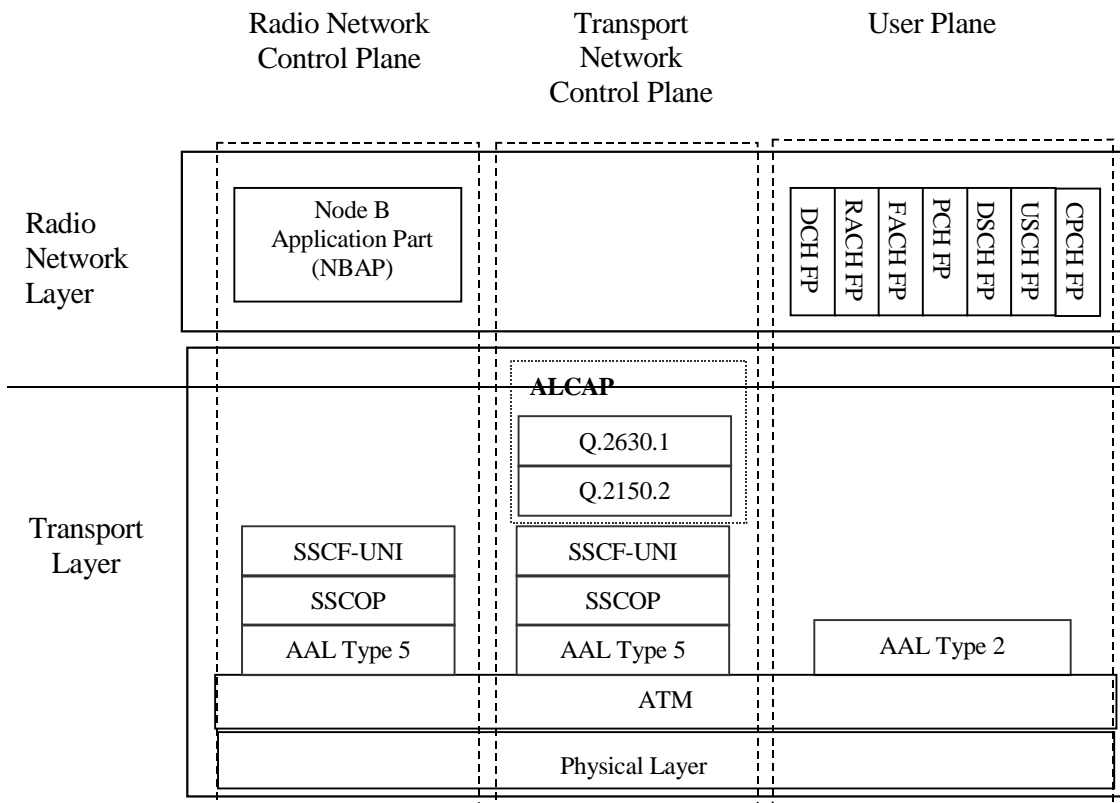 Radio Network
Control Plane
Transport
Network
Control Plane
User Plane
Radio
Network
Layer
Node B
Application Part
(NBAP)
DCH FP
RACH FP
FACH FP
PCH FP
DSCH FP
USCH FP
CPCH FP
Transport
Layer
ALCAP
Q.2630.1
Q.2150.2
SSCF-UNI
SSCOP
AAL Type 5
SSCF-UNI
SSCOP
AAL Type 5
AAL Type 2
ATM
Physical Layer